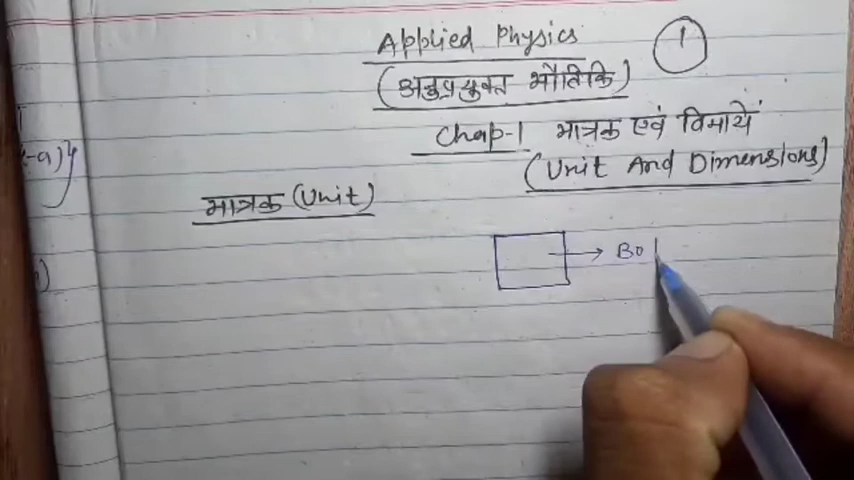 Applied Physics
1
(अनुप्रयुक्त भौतिकि)
Chap-1 मात्रक एवं विमायें
(Unit And Dimensions)
मात्रक (Unit)
Bo